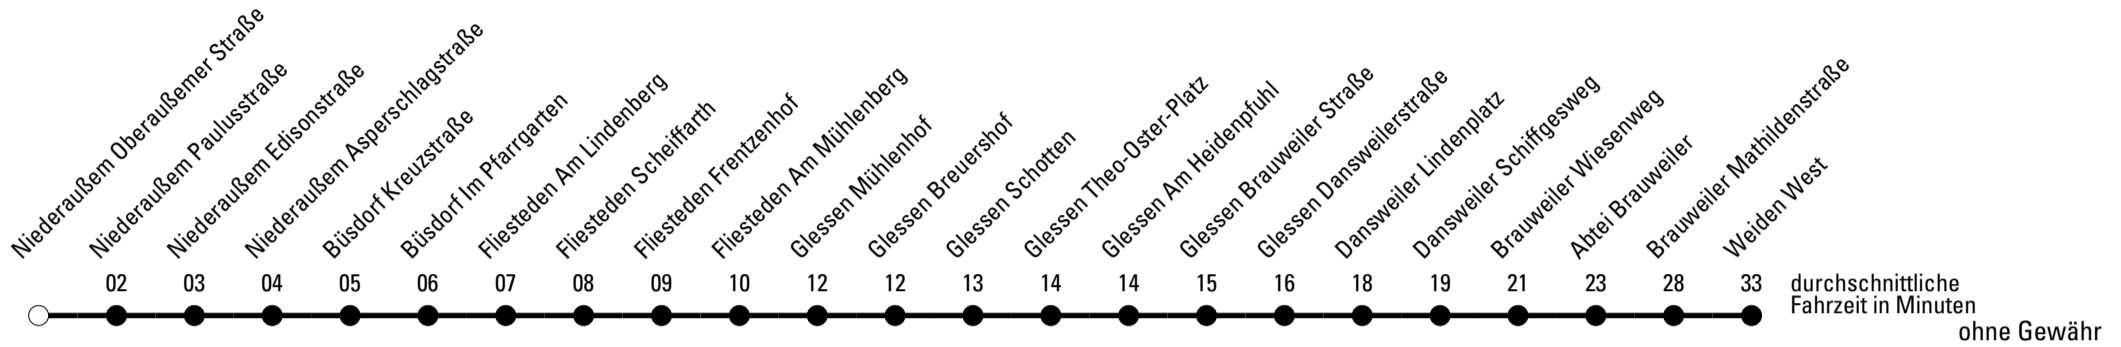 Niederaußem Oberaußemer Straße
Niederaußem Paulusstraße
Niederaußem Edisonstraße
Niederaußem Asperschlagstraße
Büsdorf Kreuzstraße
Büsdorf Im Pfarrgarten
Fliesteden Am Lindenberg
Fliesteden Scheiffarth
Fliesteden Frentzenhof
Fliesteden Am Mühlenberg
Glessen Mühlenhof
Glessen Breuershof
Glessen Schotten
Glessen Theo-Oster-Platz
Glessen Am Heidenpfuhl
Glessen Brauweiler Straße
Glessen Dansweilerstraße
Dansweiler Lindenplatz
Dansweiler Schiffgesweg
Brauweiler Wiesenweg
Abtei Brauweiler
Brauweiler Mathildenstraße
Weiden West
02 03 04 05 06 07 08 09 10 12 12 13 14 14 15 16 18 19 21 23 28 33
durchschnittliche
Fahrzeit in Minuten
ohne Gewähr